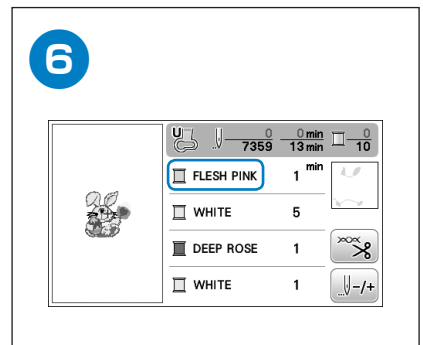 6
U 0 0 min 0
7359 13 min 10
FLESH PINK 1 min
WHITE 5
DEEP ROSE 1
WHITE 1
-/+